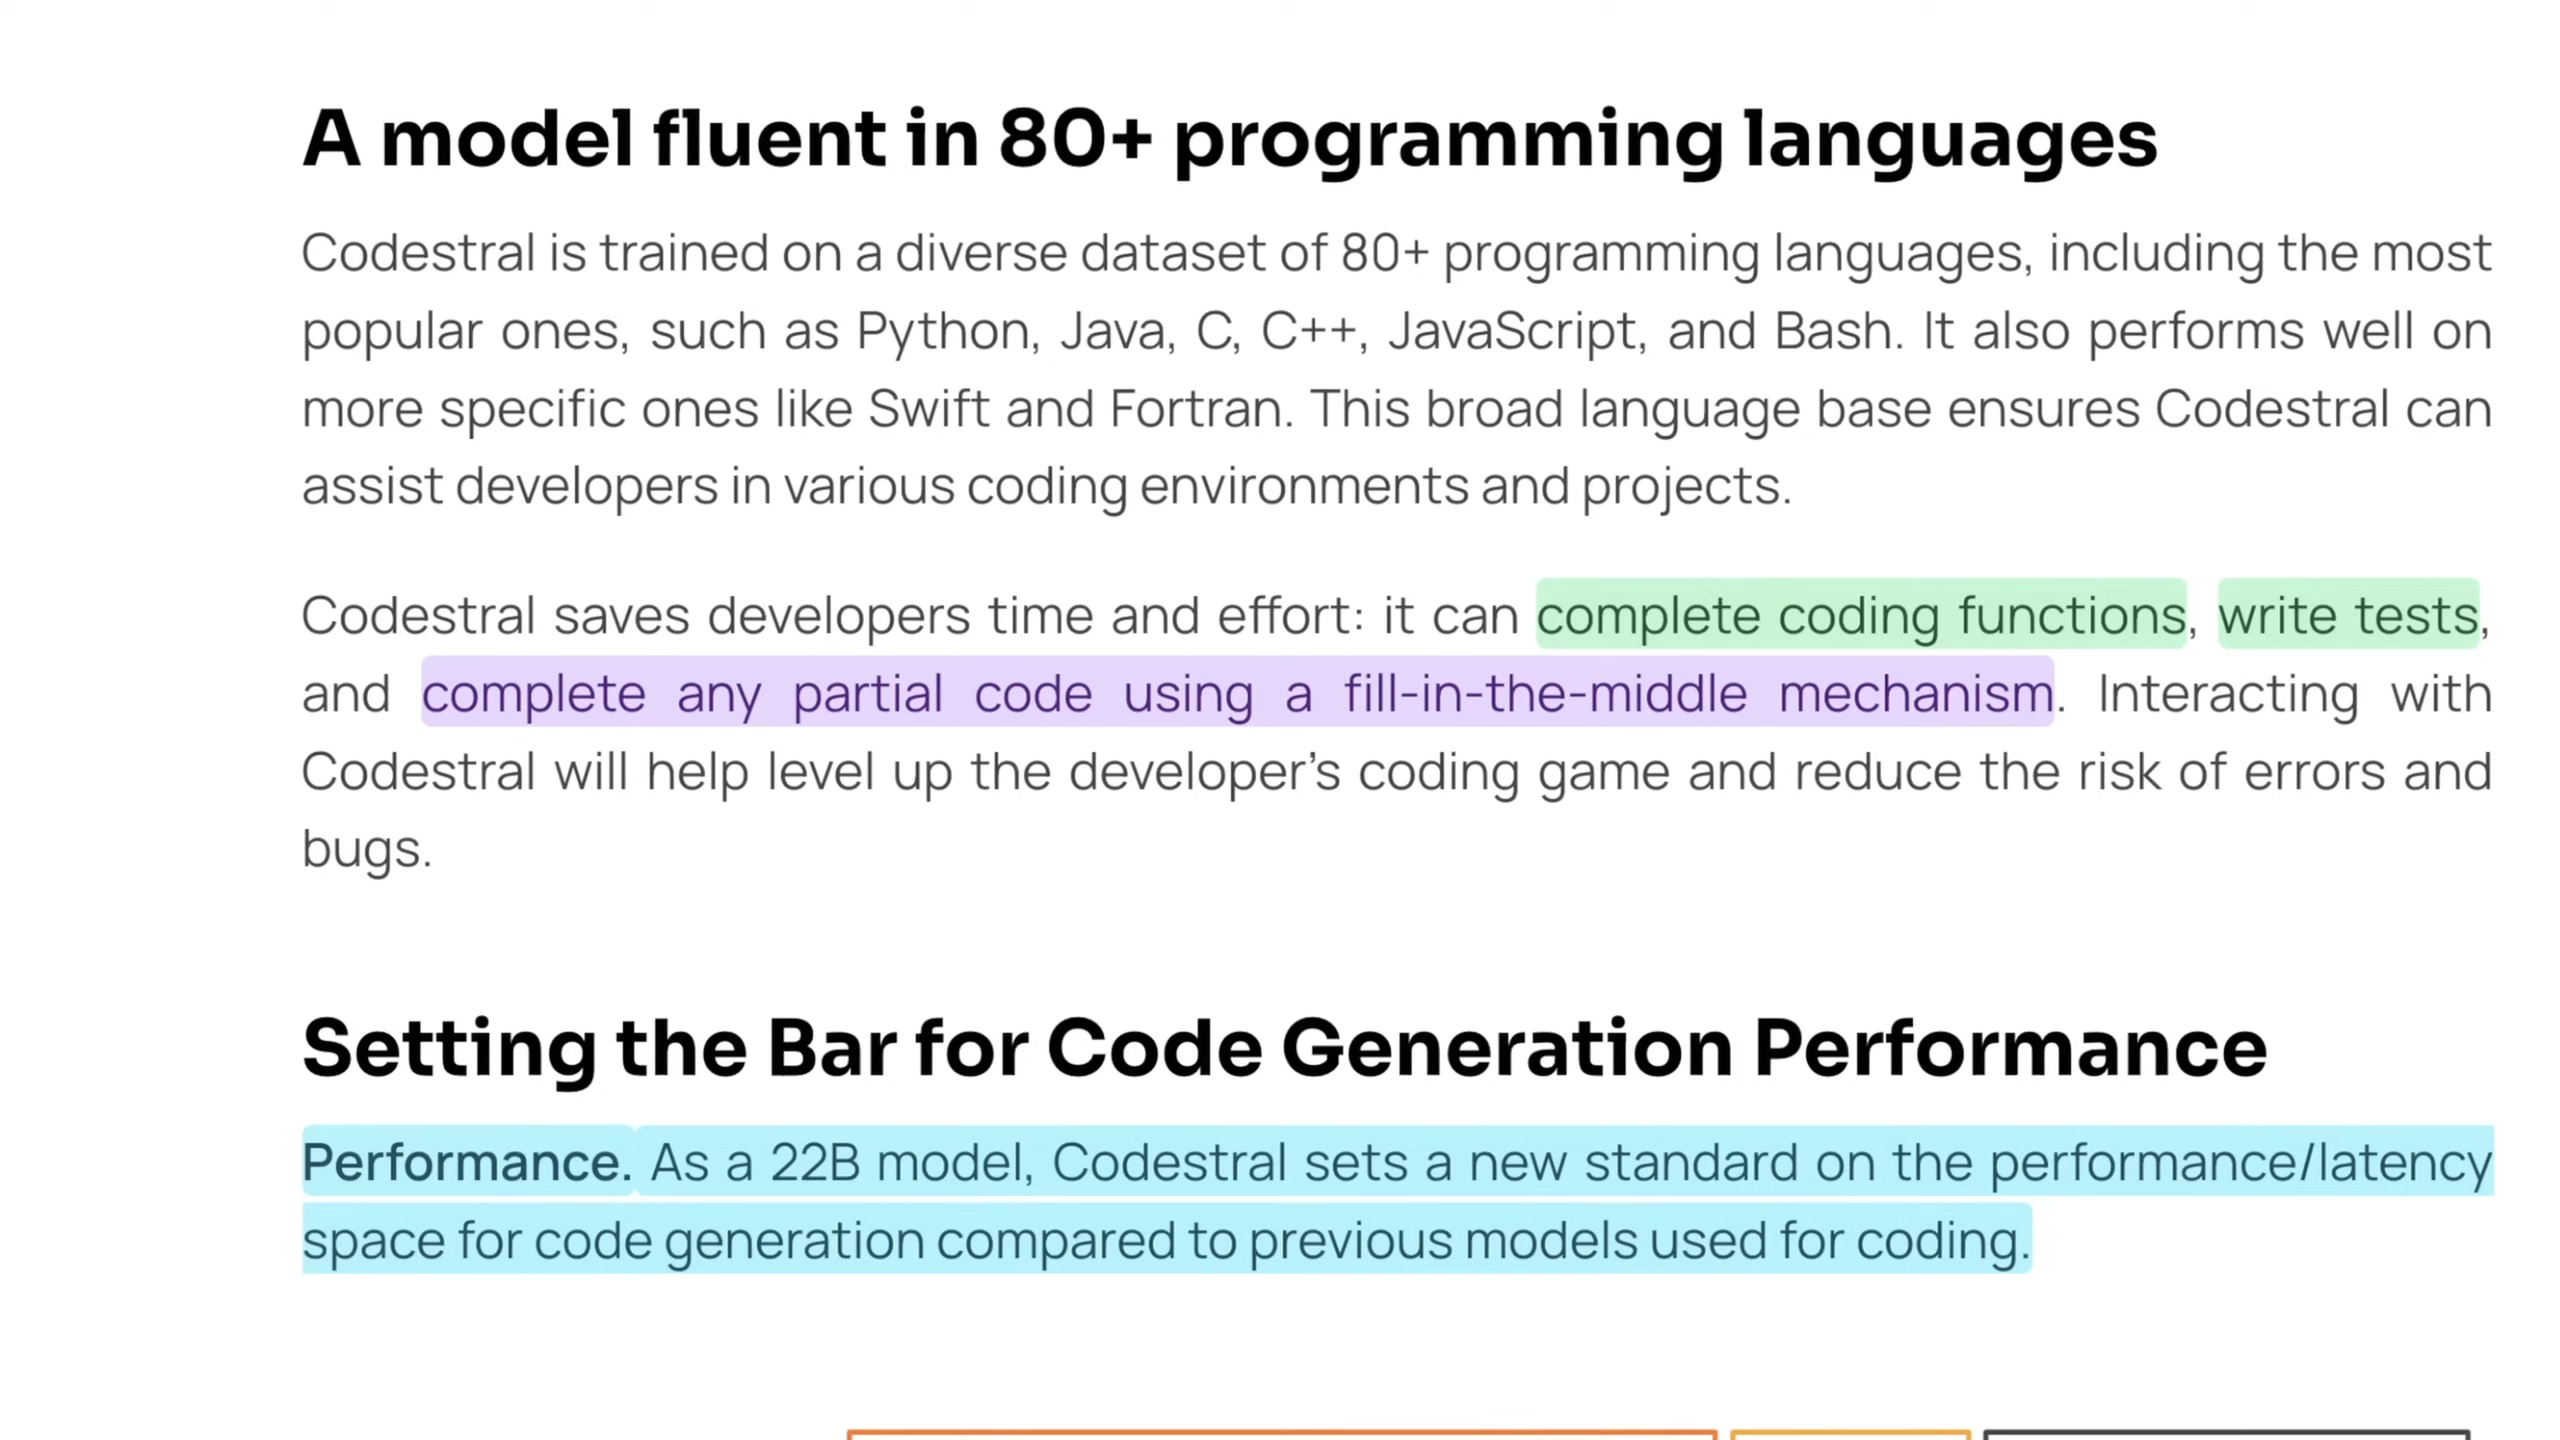 A model fluent in 80+ programming languages
Codestral is trained on a diverse dataset of 80+ programming languages, including the most
popular ones, such as Python, Java, C, C++, JavaScript, and Bash. It also performs well on
more specific ones like Swift and Fortran. This broad language base ensures Codestral can
assist developers in various coding environments and projects.
Codestral saves developers time and effort: it can complete coding functions, write tests,
and complete any partial code using a fill-in-the-middle mechanism. Interacting with
Codestral will help level up the developer’s coding game and reduce the risk of errors and
bugs.
Setting the Bar for Code Generation Performance
Performance. As a 22B model, Codestral sets a new standard on the performance/latency
space for code generation compared to previous models used for coding.